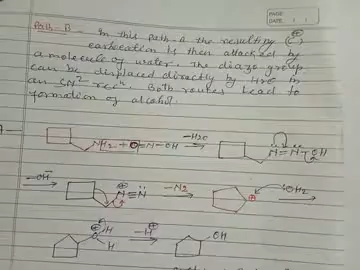 PAGE
DATE
Path-B - In this path A the resulting (C⊕)
carbocation is then attacked by
a molecule of water. The diazo group
can be displaced directly by H2O in
an SN2 rxn. Both routes lead to
formation of alcohol.
NH2 + O=N-OH -H2O N=N-OH
-OH⁻ N≡N -N2 ⊕ :OH2
⊕ H H -H⊕ OH